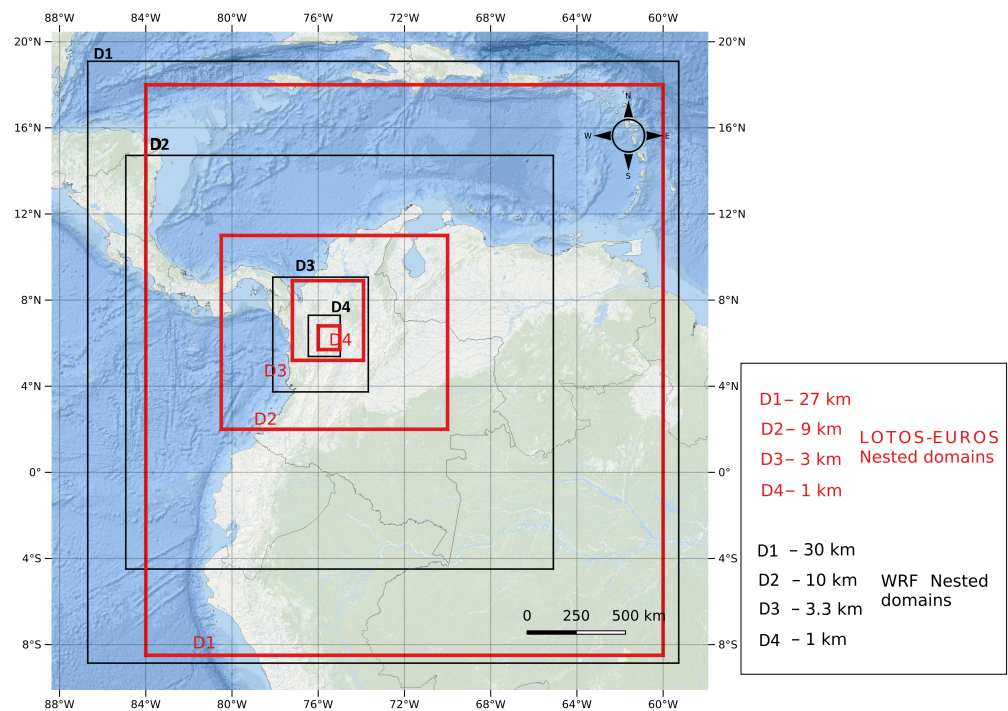 88°W 84°W 80°W 76°W 72°W 68°W 64°W 60°W
20°N 20°N
D1
N
W E
S
16°N 16°N
D2
12°N 12°N
D3
8°N 8°N
D4
D4
D3
4°N 4°N
D2
0° 0°
4°S 4°S
0 250 500 km
D1
8°S 8°S
88°W 84°W 80°W 76°W 72°W 68°W 64°W 60°W
D1– 27 km
D2– 9 km
LOTOS-EUROS
Nested domains
D3– 3 km
D4– 1 km
D1 – 30 km
D2 – 10 km
WRF Nested
domains
D3 – 3.3 km
D4 – 1 km